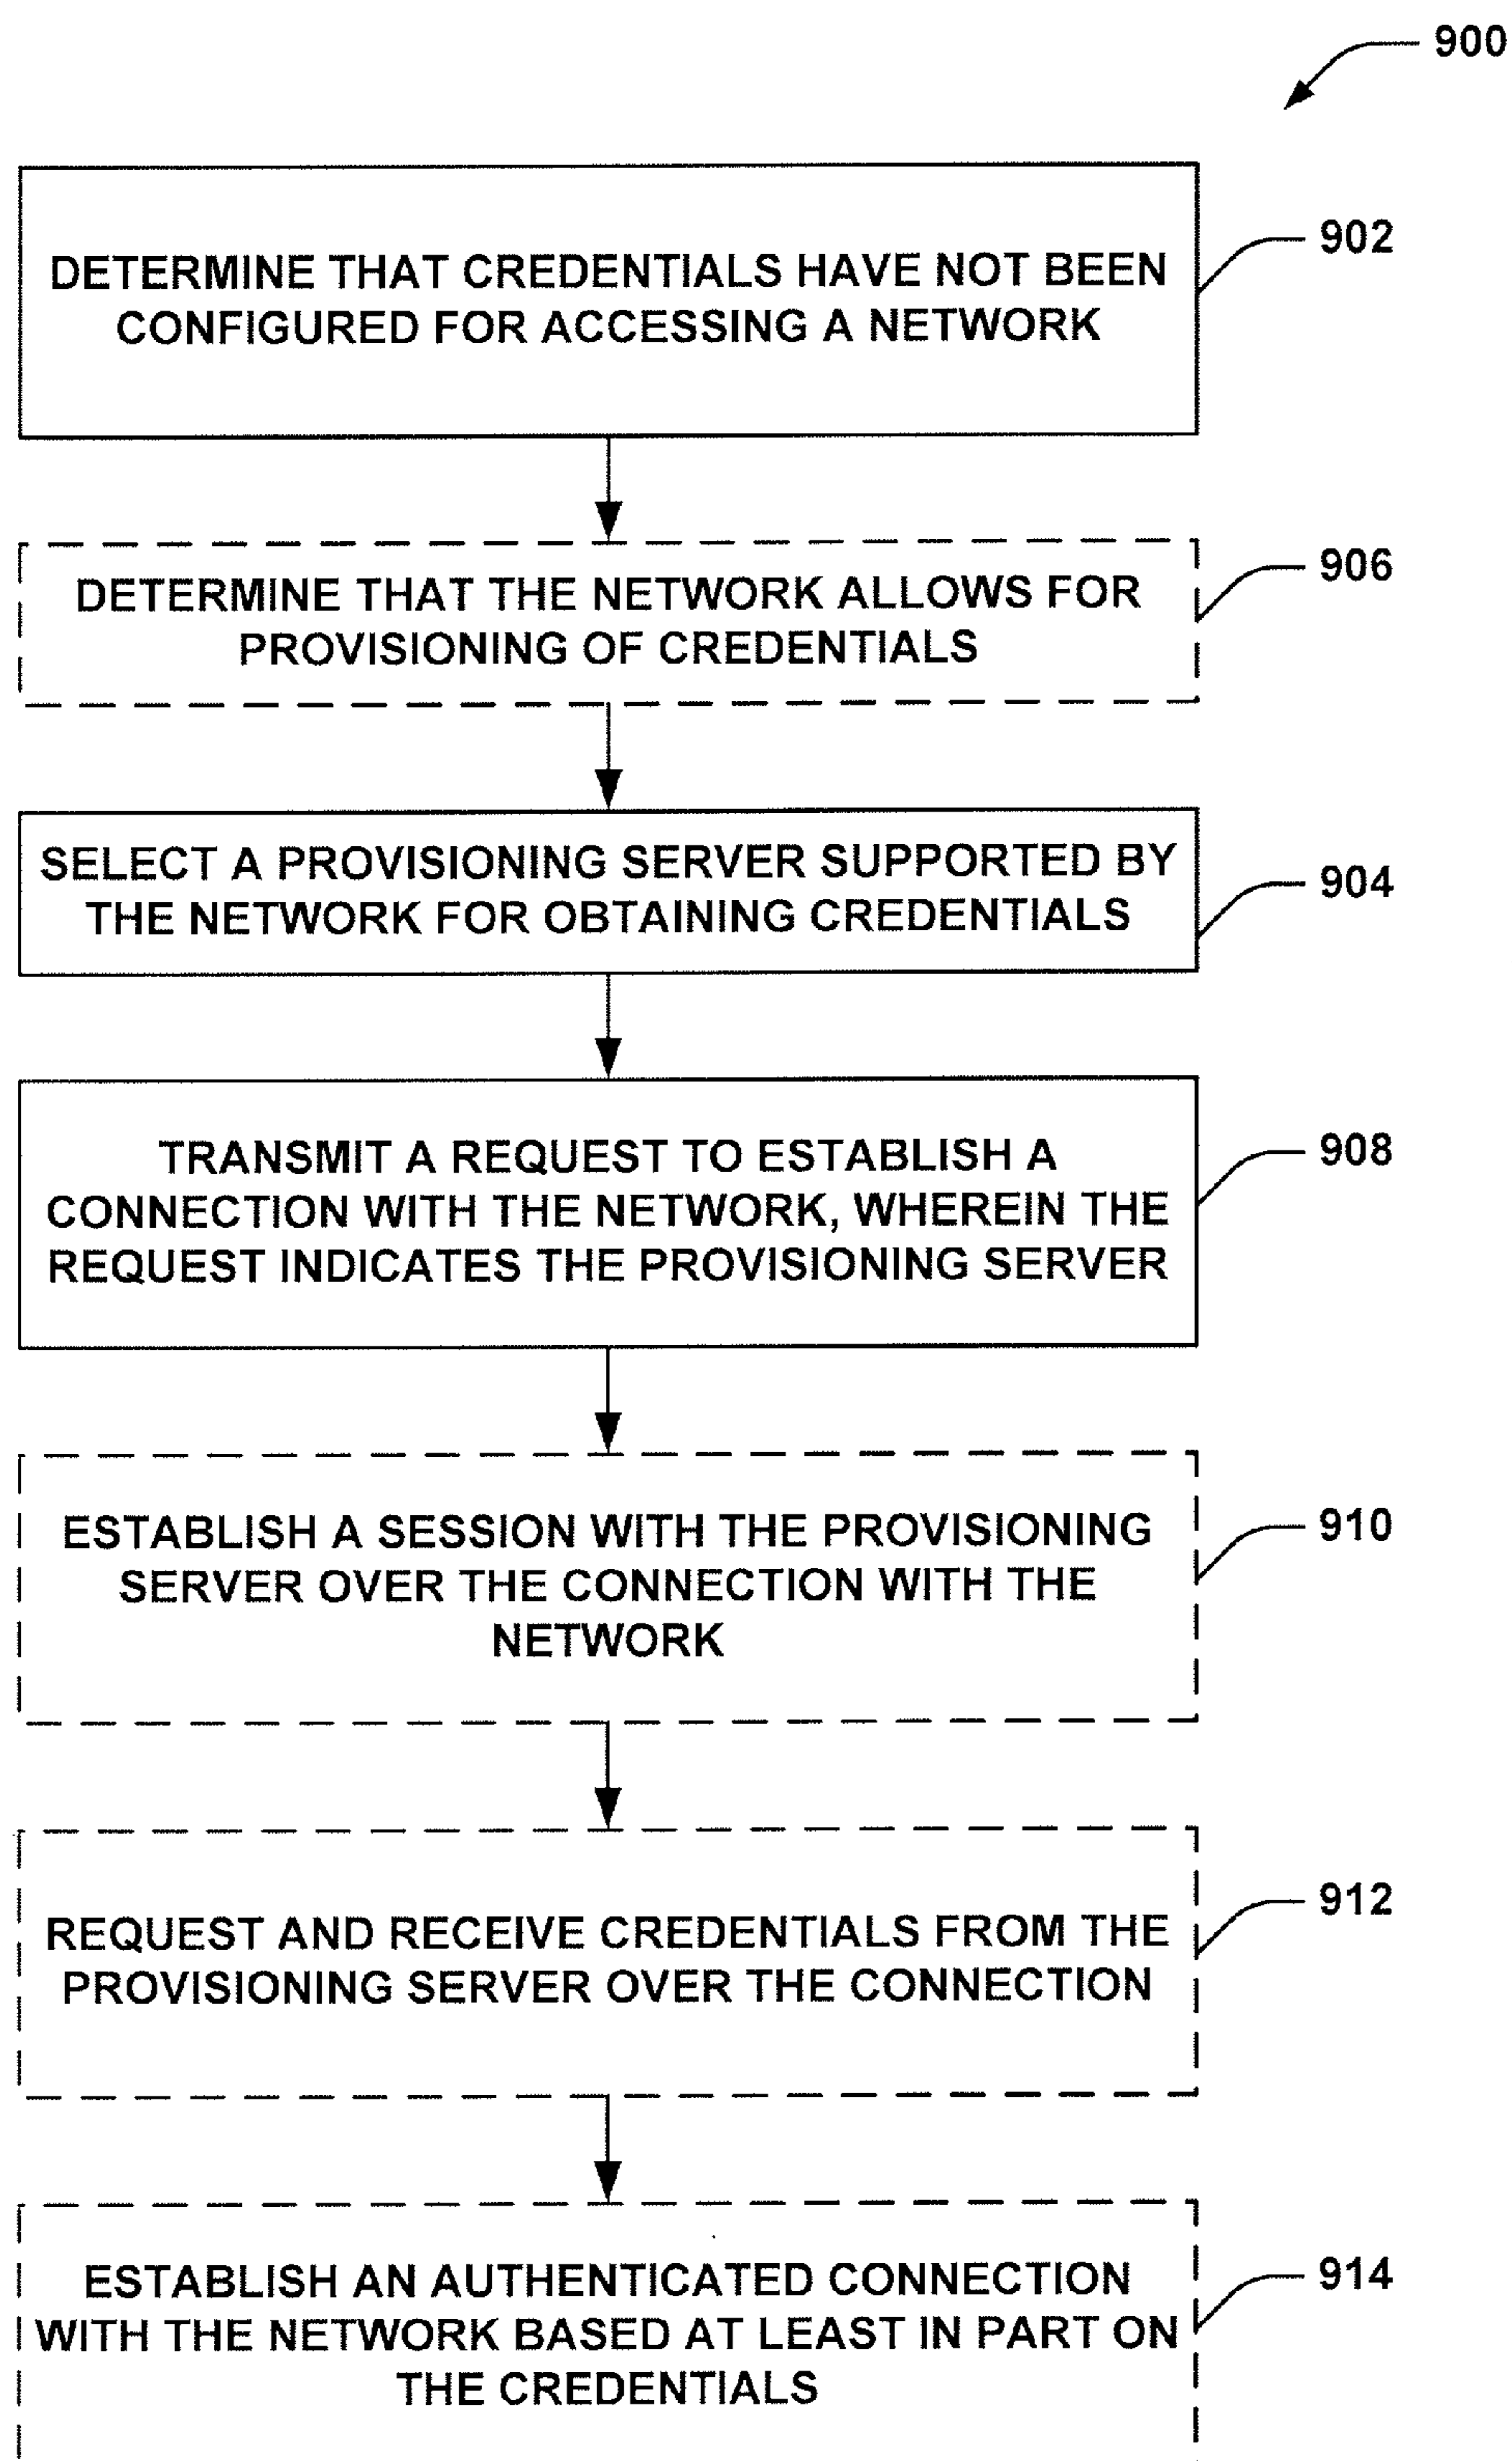 900
DETERMINE THAT CREDENTIALS HAVE NOT BEEN
CONFIGURED FOR ACCESSING A NETWORK
902
DETERMINE THAT THE NETWORK ALLOWS FOR
PROVISIONING OF CREDENTIALS
906
SELECT A PROVISIONING SERVER SUPPORTED BY
THE NETWORK FOR OBTAINING CREDENTIALS
904
TRANSMIT A REQUEST TO ESTABLISH A
CONNECTION WITH THE NETWORK, WHEREIN THE
REQUEST INDICATES THE PROVISIONING SERVER
908
ESTABLISH A SESSION WITH THE PROVISIONING
SERVER OVER THE CONNECTION WITH THE
NETWORK
910
REQUEST AND RECEIVE CREDENTIALS FROM THE
PROVISIONING SERVER OVER THE CONNECTION
912
ESTABLISH AN AUTHENTICATED CONNECTION
WITH THE NETWORK BASED AT LEAST IN PART ON
THE CREDENTIALS
914